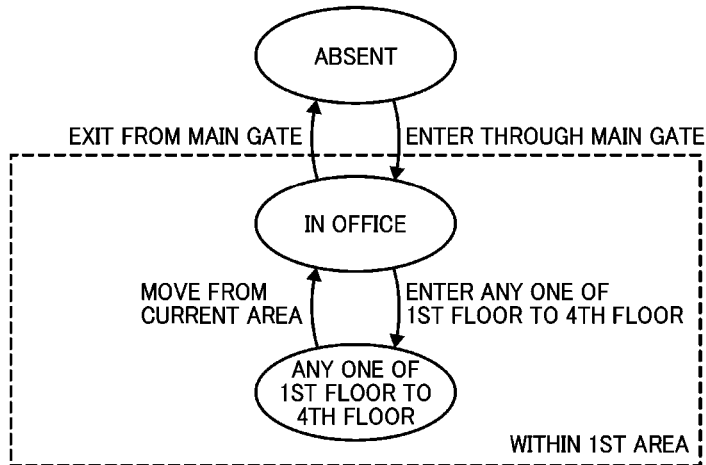 ABSENT
EXIT FROM MAIN GATE
ENTER THROUGH MAIN GATE
IN OFFICE
MOVE FROM
CURRENT AREA
ENTER ANY ONE OF
1ST FLOOR TO 4TH FLOOR
ANY ONE OF
1ST FLOOR TO
4TH FLOOR
WITHIN 1ST AREA